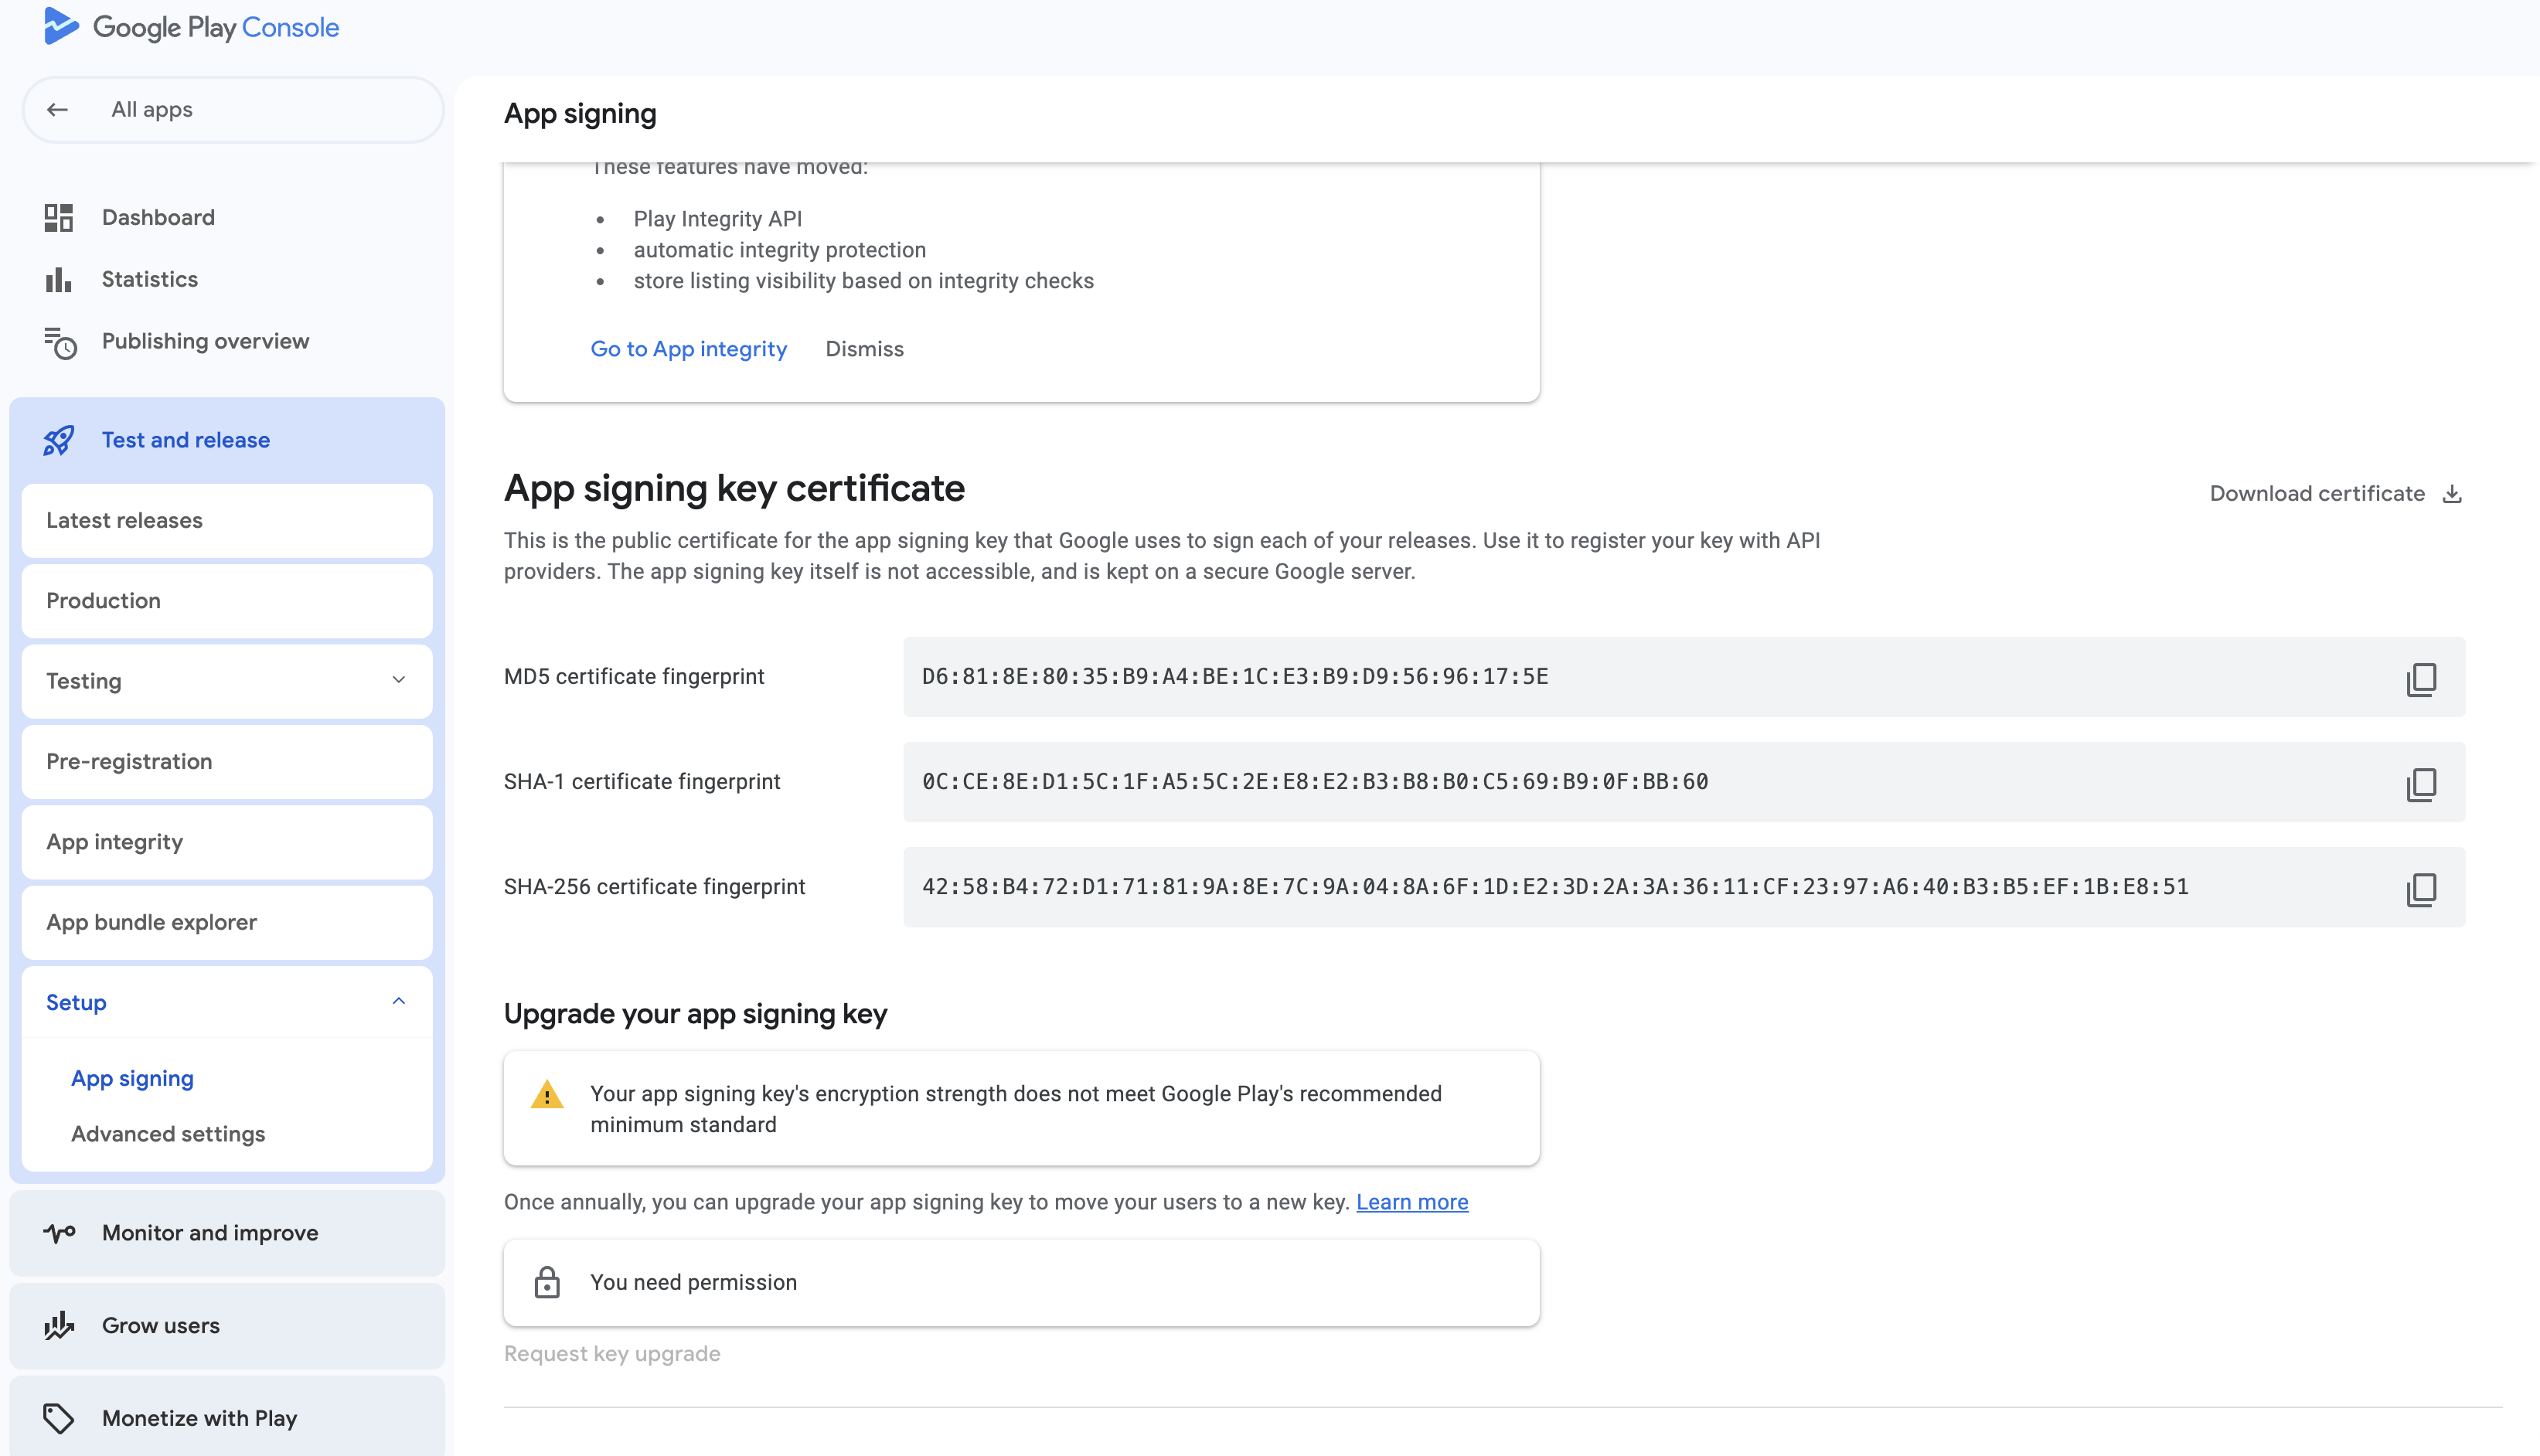 Google Play Console
All apps
Dashboard
Statistics
Publishing overview
Test and release
Latest releases
Production
Testing
Pre-registration
App integrity
App bundle explorer
Setup
App signing
Advanced settings
Monitor and improve
Grow users
Monetize with Play
App signing
These features have moved:
• Play Integrity API
• automatic integrity protection
• store listing visibility based on integrity checks
Go to App integrity Dismiss
App signing key certificate
Download certificate
This is the public certificate for the app signing key that Google uses to sign each of your releases. Use it to register your key with API
providers. The app signing key itself is not accessible, and is kept on a secure Google server.
MD5 certificate fingerprint D6:81:8E:80:35:B9:A4:BE:1C:E3:B9:D9:56:96:17:5E
SHA-1 certificate fingerprint 0C:CE:8E:D1:5C:1F:A5:5C:2E:E8:E2:B3:B8:B0:C5:69:B9:0F:BB:60
SHA-256 certificate fingerprint 42:58:B4:72:D1:71:81:9A:8E:7C:9A:04:8A:6F:1D:E2:3D:2A:3A:36:11:CF:23:97:A6:40:B3:B5:EF:1B:E8:51
Upgrade your app signing key
Your app signing key's encryption strength does not meet Google Play's recommended
minimum standard
Once annually, you can upgrade your app signing key to move your users to a new key. Learn more
You need permission
Request key upgrade